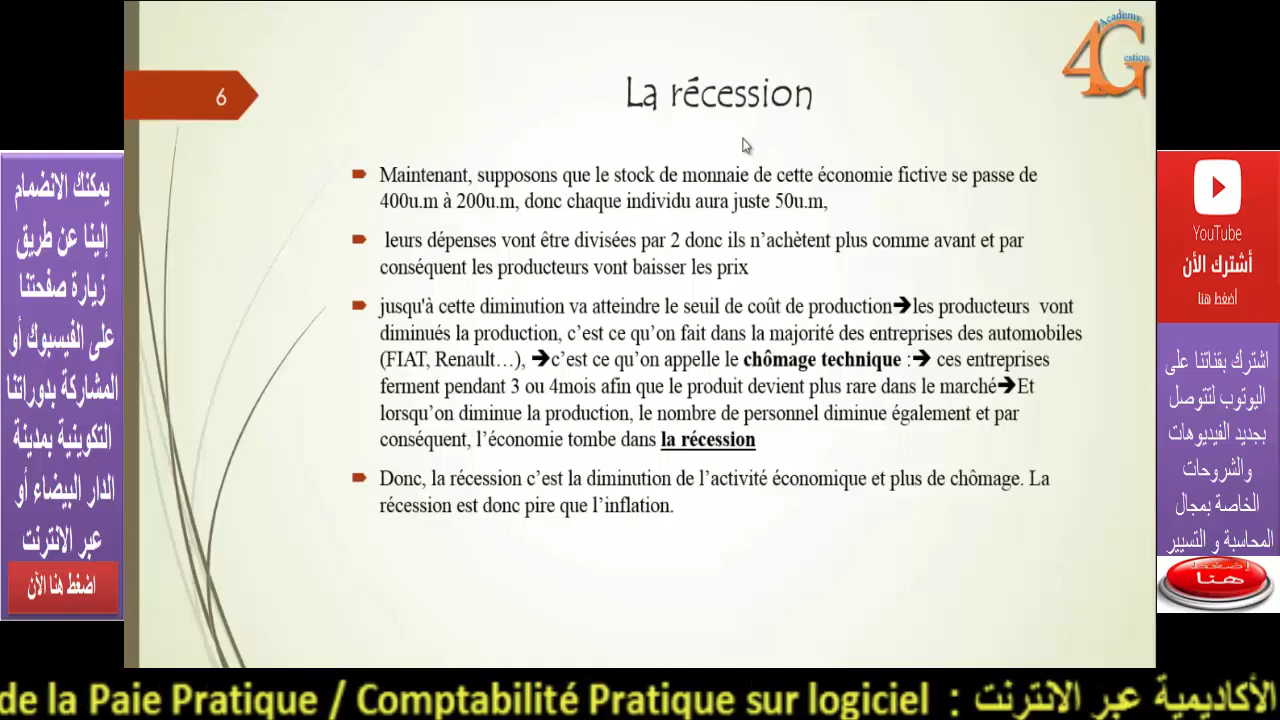 6
La récession
Academy
4G
estion
Maintenant, supposons que le stock de monnaie de cette économie fictive se passe de
400u.m à 200u.m, donc chaque individu aura juste 50u.m,
leurs dépenses vont être divisées par 2 donc ils n’achètent plus comme avant et par
conséquent les producteurs vont baisser les prix
jusqu'à cette diminution va atteindre le seuil de coût de production➔les producteurs vont
diminués la production, c’est ce qu’on fait dans la majorité des entreprises des automobiles
(FIAT, Renault…), ➔c’est ce qu’on appelle le chômage technique :➔ ces entreprises
ferment pendant 3 ou 4mois afin que le produit devient plus rare dans le marché➔Et
lorsqu’on diminue la production, le nombre de personnel diminue également et par
conséquent, l’économie tombe dans la récession
Donc, la récession c’est la diminution de l’activité économique et plus de chômage. La
récession est donc pire que l’inflation.
يمكنك الانضمام
إلينا عن طريق
زيارة صفحتنا
على الفيسبوك أو
المشاركة بدوراتنا
التكوينية بمدينة
الدار البيضاء أو
عبر الانترنت
اضغط هنا الآن
YouTube
أشترك الأن
أضغط هنا
اشترك بقناتنا على
اليوتوب لتتوصل
بجديد الفيديوهات
والشروحات
الخاصة بمجال
المحاسبة و التسيير
إضغط
هنا
de la Paie Pratique / Comptabilité Pratique sur logiciel : الأكاديمية عبر الانترنت